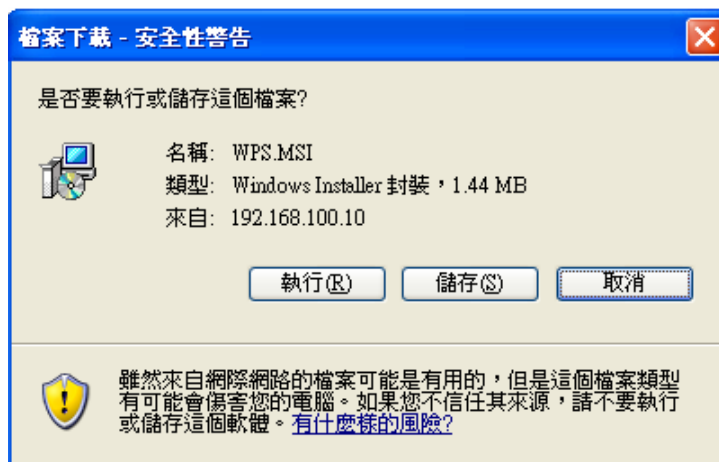 檔案下載 - 安全性警告
是否要執行或儲存這個檔案?
名稱: WPS.MSI
類型: Windows Installer 封裝，1.44 MB
來自: 192.168.100.10
執行(R) 儲存(S) 取消
雖然來自網際網路的檔案可能是有用的，但是這個檔案類型
有可能會傷害您的電腦。如果您不信任其來源，請不要執行
或儲存這個軟體。有什麼樣的風險?